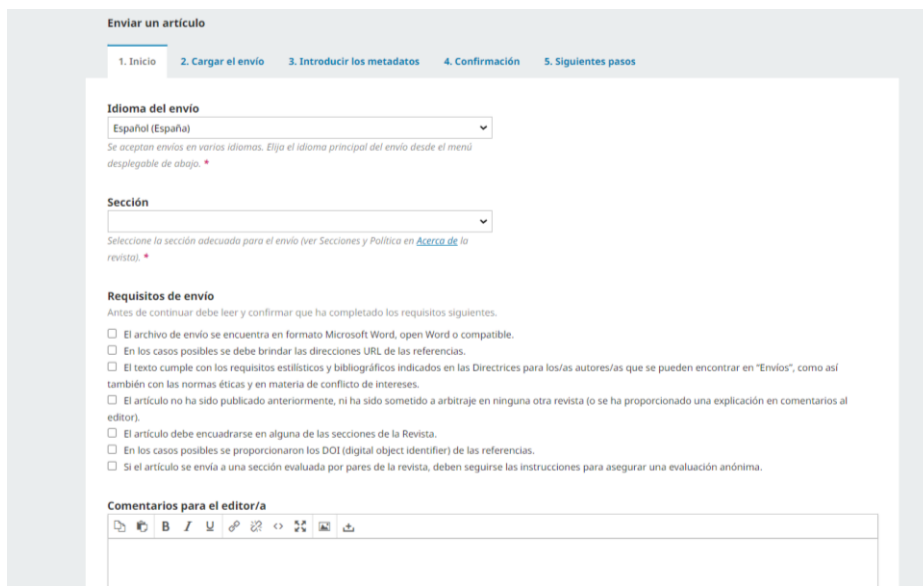 Enviar un artículo
1. Inicio 2. Cargar el envío 3. Introducir los metadatos 4. Confirmación 5. Siguientes pasos
Idioma del envío
Español (España)
Se aceptan envíos en varios idiomas. Elija el idioma principal del envío desde el menú
desplegable de abajo. *
Sección
Seleccione la sección adecuada para el envío (ver Secciones y Política en Acerca de la
revista). *
Requisitos de envío
Antes de continuar debe leer y confirmar que ha completado los requisitos siguientes.
El archivo de envío se encuentra en formato Microsoft Word, open Word o compatible.
En los casos posibles se debe brindar las direcciones URL de las referencias.
El texto cumple con los requisitos estilísticos y bibliográficos indicados en las Directrices para los/as autores/as que se pueden encontrar en "Envíos", como así
también con las normas éticas y en materia de conflicto de intereses.
El artículo no ha sido publicado anteriormente, ni ha sido sometido a arbitraje en ninguna otra revista (o se ha proporcionado una explicación en comentarios al
editor).
El artículo debe encuadrarse en alguna de las secciones de la Revista.
En los casos posibles se proporcionaron los DOI (digital object identifier) de las referencias.
Si el artículo se envía a una sección evaluada por pares de la revista, deben seguirse las instrucciones para asegurar una evaluación anónima.
Comentarios para el editor/a
B I U